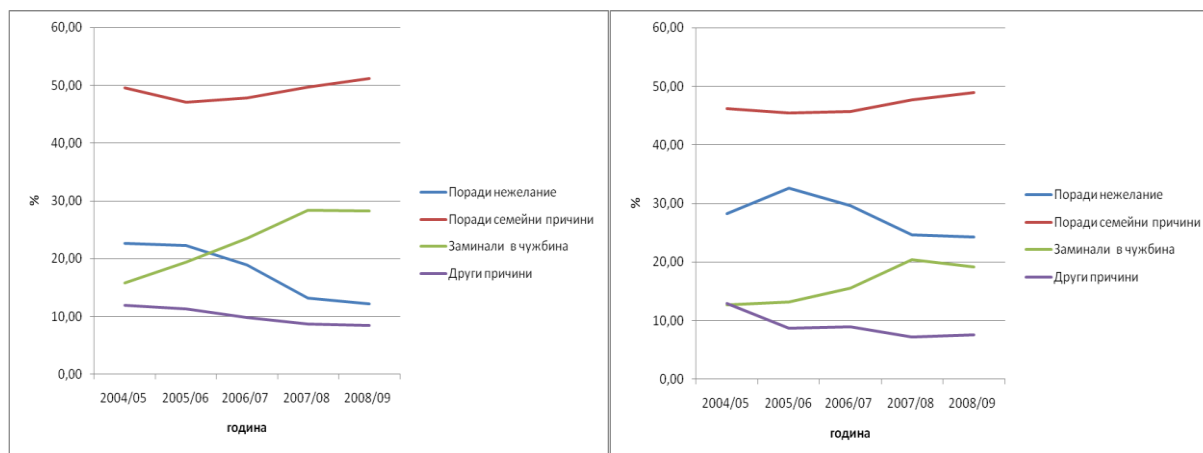 60,00
50,00
40,00
30,00
20,00
10,00
0,00
%
2004/05 2005/06 2006/07 2007/08 2008/09
година
Поради нежелание
Поради семейни причини
Заминали в чужбина
Други причини
60,00
50,00
40,00
30,00
20,00
10,00
0,00
%
2004/05 2005/06 2006/07 2007/08 2008/09
година
Поради нежелание
Поради семейни причини
Заминали в чужбина
Други причини